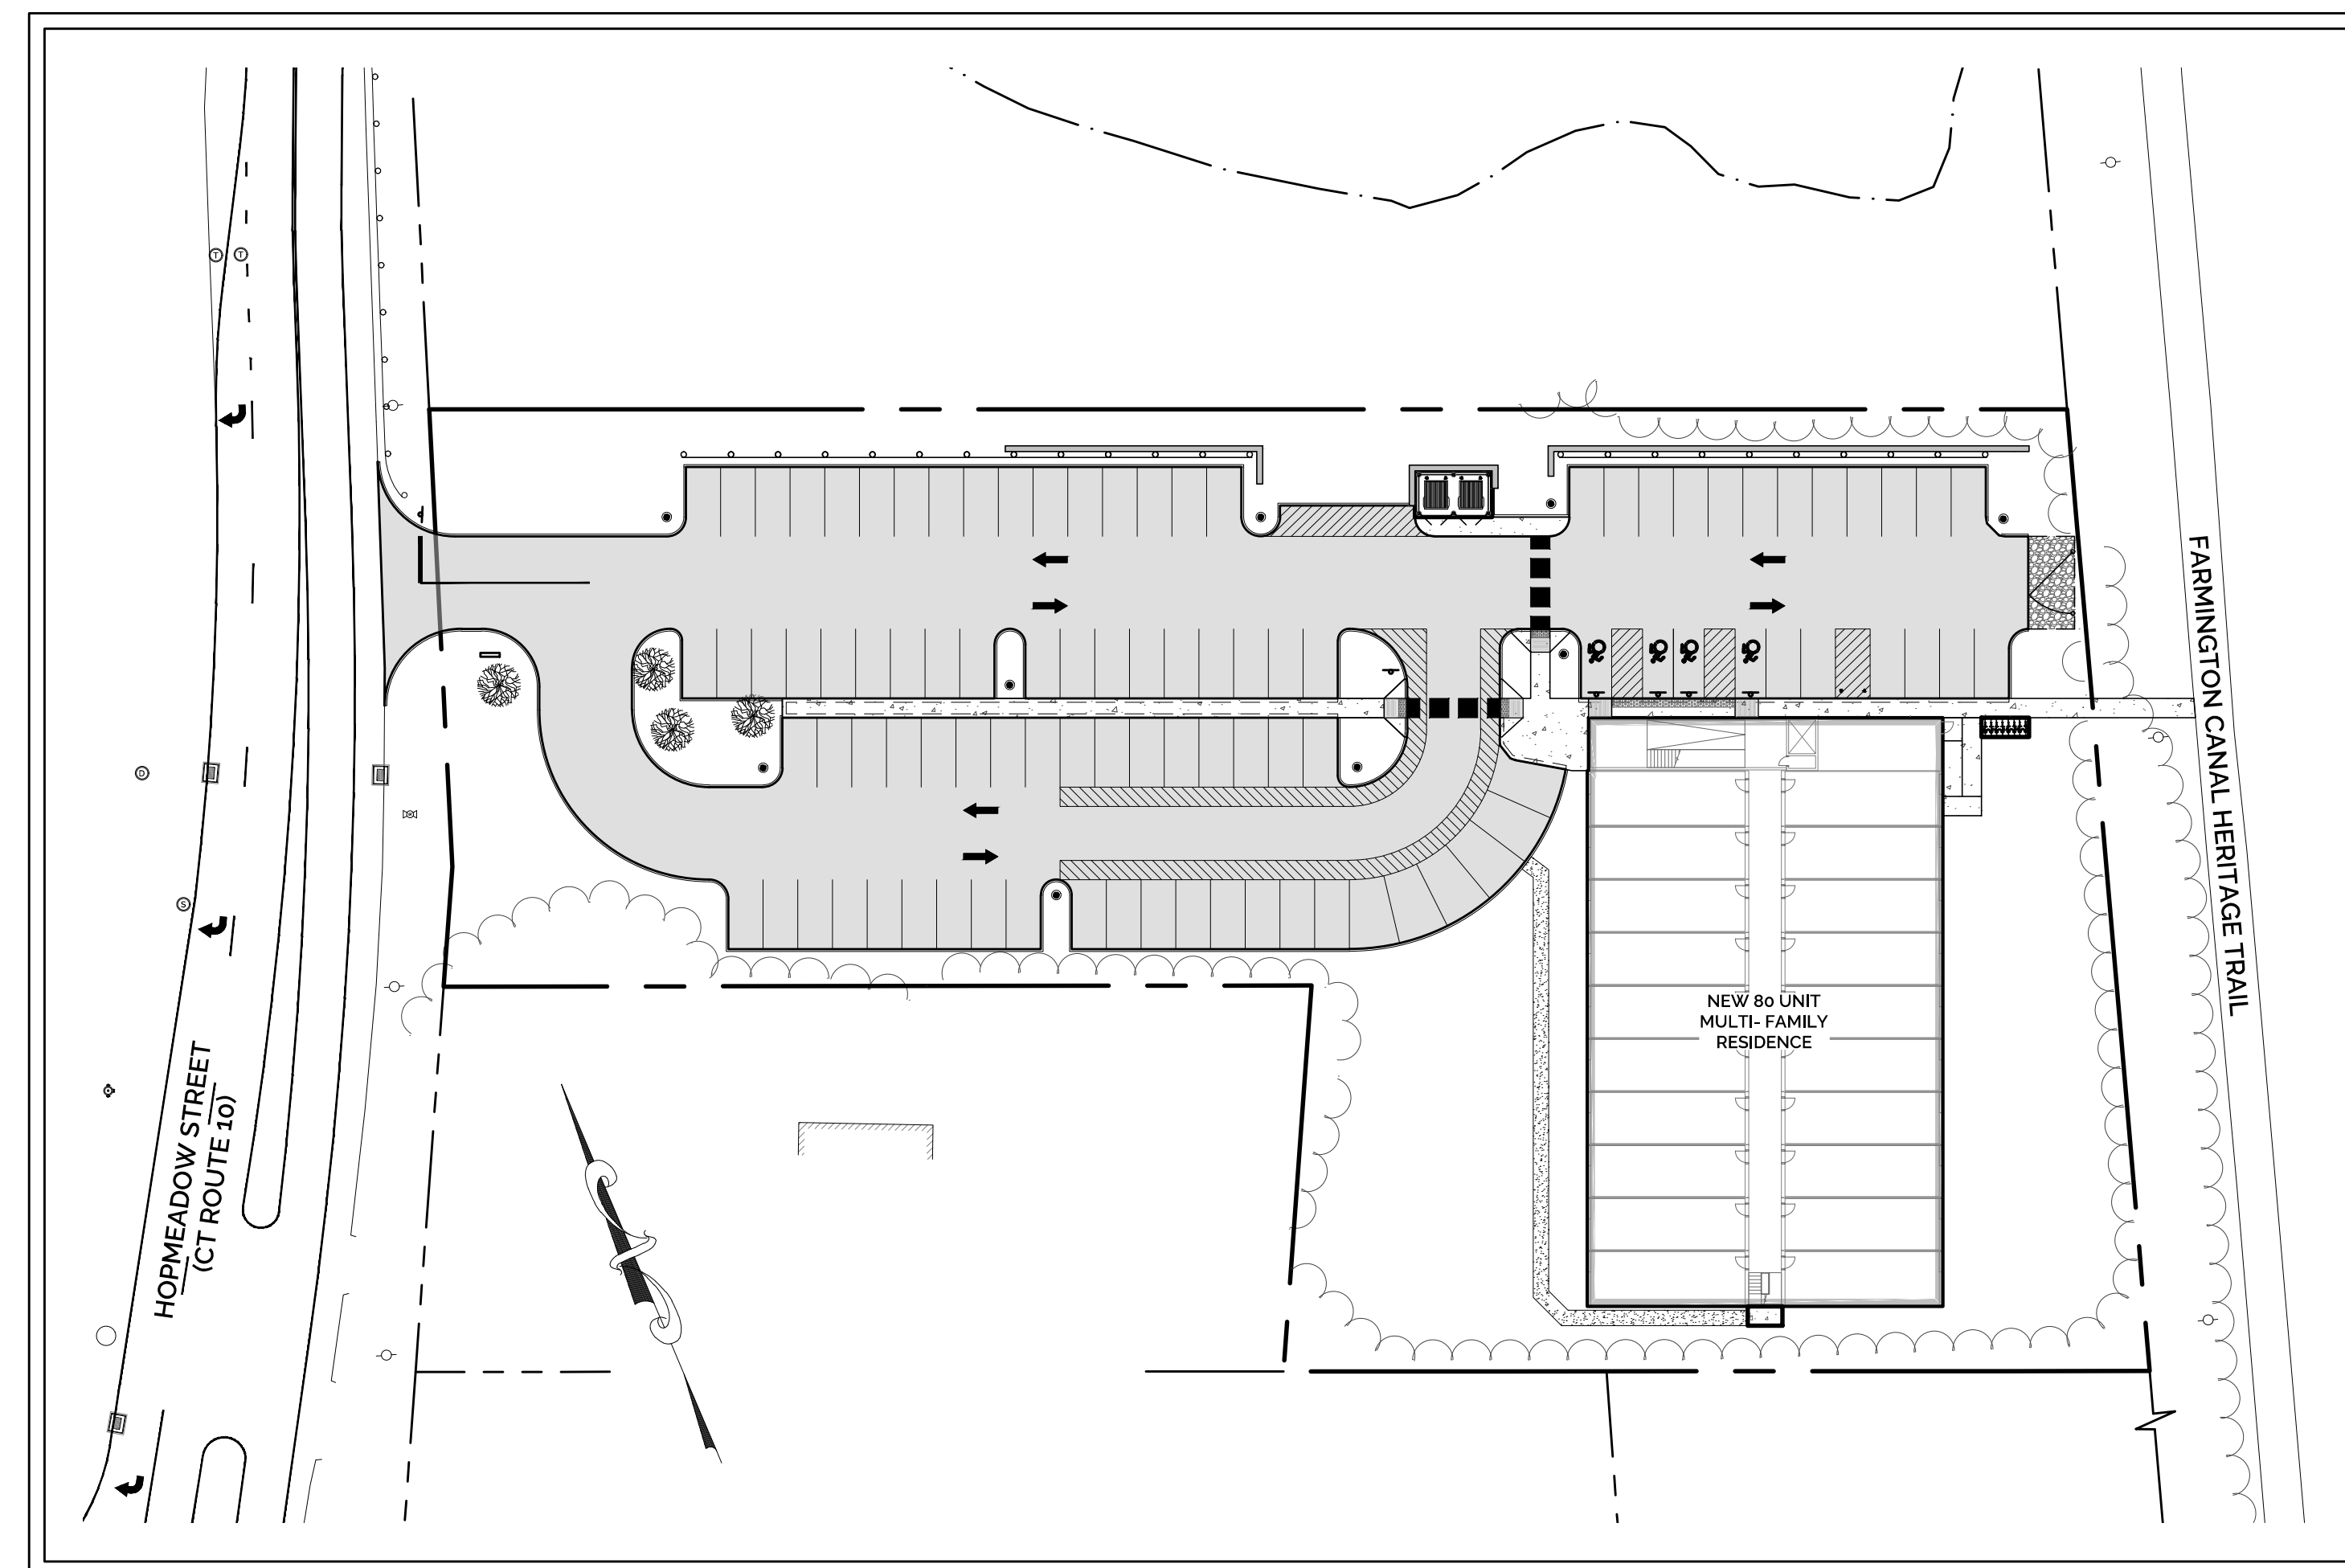 HOPMEADOW STREET
(CT ROUTE 10)
NEW 80 UNIT
MULTI- FAMILY
RESIDENCE
FARMINGTON CANAL HERITAGE TRAIL
T
T
D
S